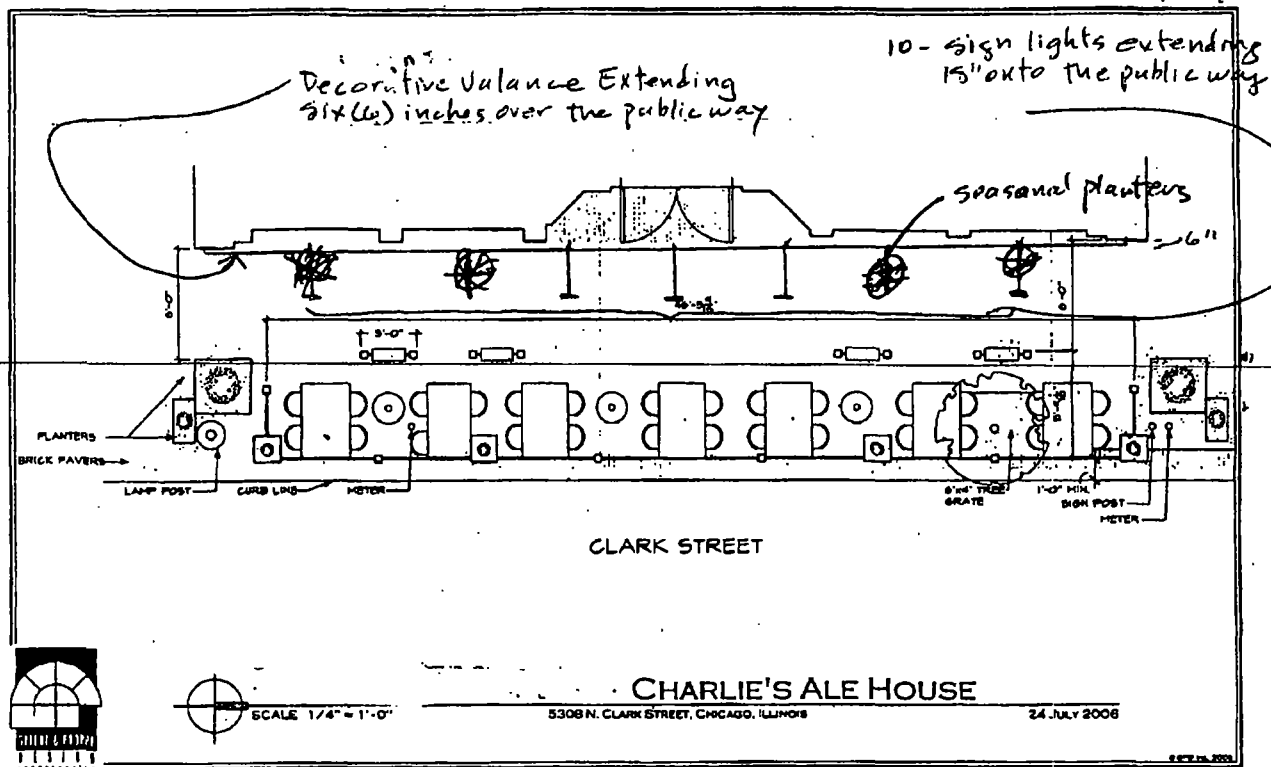 10- sign lights extending
15" onto the public way
Decoritive Valance Extending
Six (6) inches over the public way
seasonal planters
6"
3'-0"
PLANTERS
BRICK PAVERS
LAMP POST
CURB LINE
METER
TREE
GRATE
1'-0" MIN.
SIGN POST
METER
CLARK STREET
CHARLIE'S ALE HOUSE
SCALE 1/4" = 1'-0"
5308 N. CLARK STREET, CHICAGO, ILLINOIS
24 JULY 2006